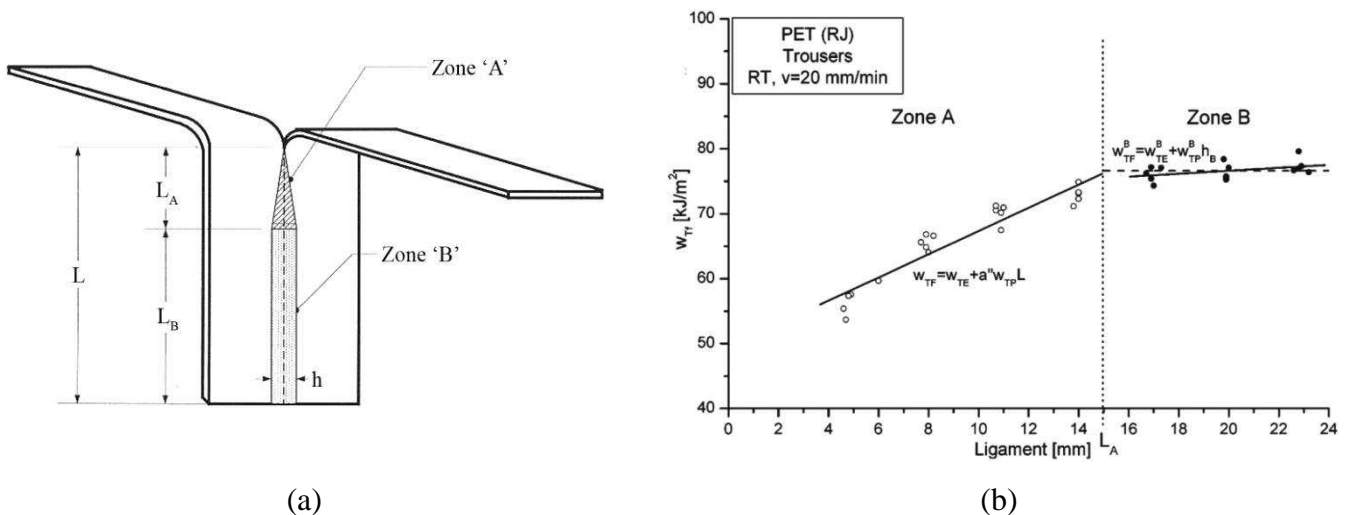 Zone 'A'
L_A
Zone 'B'
L
L_B
h
(a)
PET (RJ)
Trousers
RT, v=20 mm/min
Zone A
Zone B
w^B_TF=w^B_TE+w^B_TP h_B
w_TF=w_TE+a"w_TP L
w_Tf [kJ/m²]
100
90
80
70
60
50
40
0 2 4 6 8 10 12 14 16 18 20 22 24
Ligament [mm] L_A
(b)